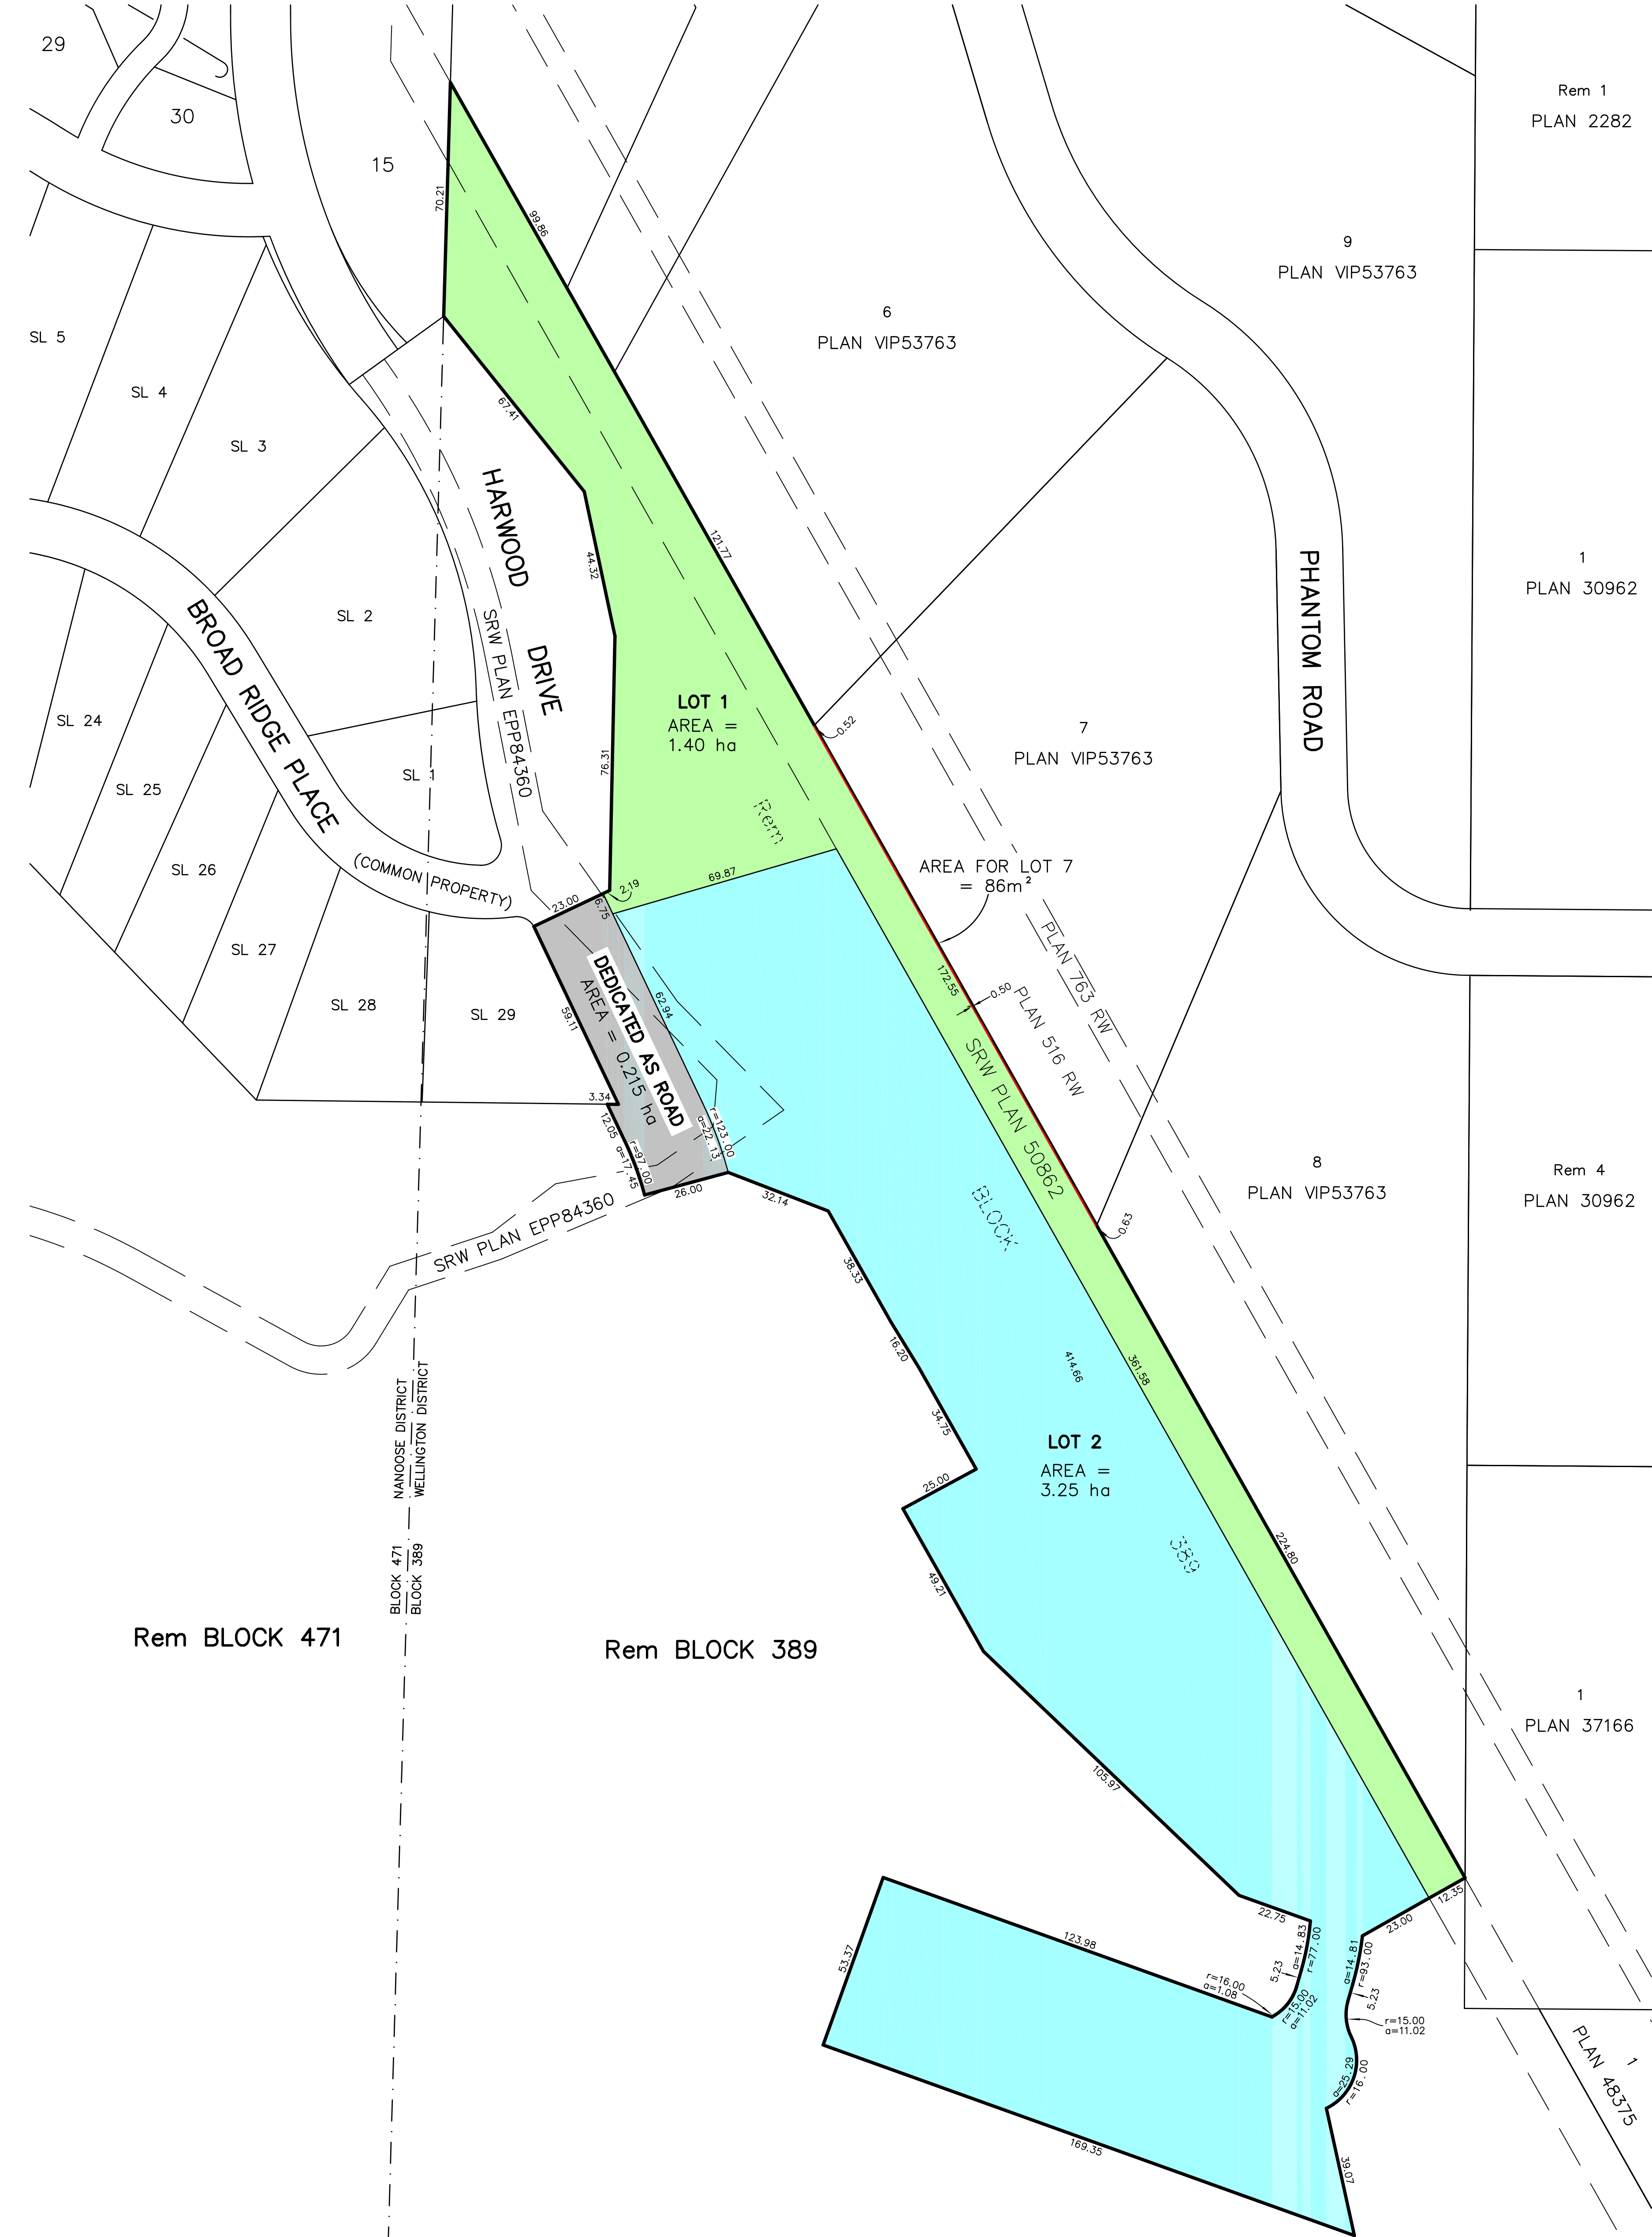 29
30
15
Rem 1
PLAN 2282
9
PLAN VIP53763
6
PLAN VIP53763
70.21
99.86
SL 5
SL 4
SL 3
67.41
HARWOOD
DRIVE
44.32
121.77
SRW PLAN EPP84360
SL 2
1
PLAN 30962
PHANTOM ROAD
BROAD RIDGE PLACE
(COMMON PROPERTY)
SL 24
SL 25
SL 26
SL 27
SL 28
SL 29
SL 1
76.31
LOT 1
AREA =
1.40 ha
0.52
7
PLAN VIP53763
Rem
AREA FOR LOT 7
= 86m²
69.87
2.19
6.75
23.00
PLAN 763 RW
172.55
0.50
PLAN 516 RW
DEDICATED AS ROAD
AREA = 0.215 ha
62.94
59.11
SRW PLAN 50862
3.34
12.05
r=97.00
a=17.45
r=123.00
a=22.13
26.00
32.14
8
PLAN VIP53763
Rem 4
PLAN 30962
SRW PLAN EPP84360
BLOCK
0.63
38.33
16.20
414.66
361.58
34.75
NANOOSE DISTRICT
WELLINGTON DISTRICT
LOT 2
AREA =
3.25 ha
25.00
224.80
389
BLOCK 471
BLOCK 389
49.21
Rem BLOCK 471
Rem BLOCK 389
1
PLAN 37166
105.97
22.75
12.35
23.00
123.98
53.37
a=14.83
r=77.00
5.23
r=16.00
a=1.08
r=15.00
a=11.02
a=14.81
r=93.00
5.23
r=15.00
a=11.02
a=25.29
r=16.00
1
PLAN 48375
169.35
39.07